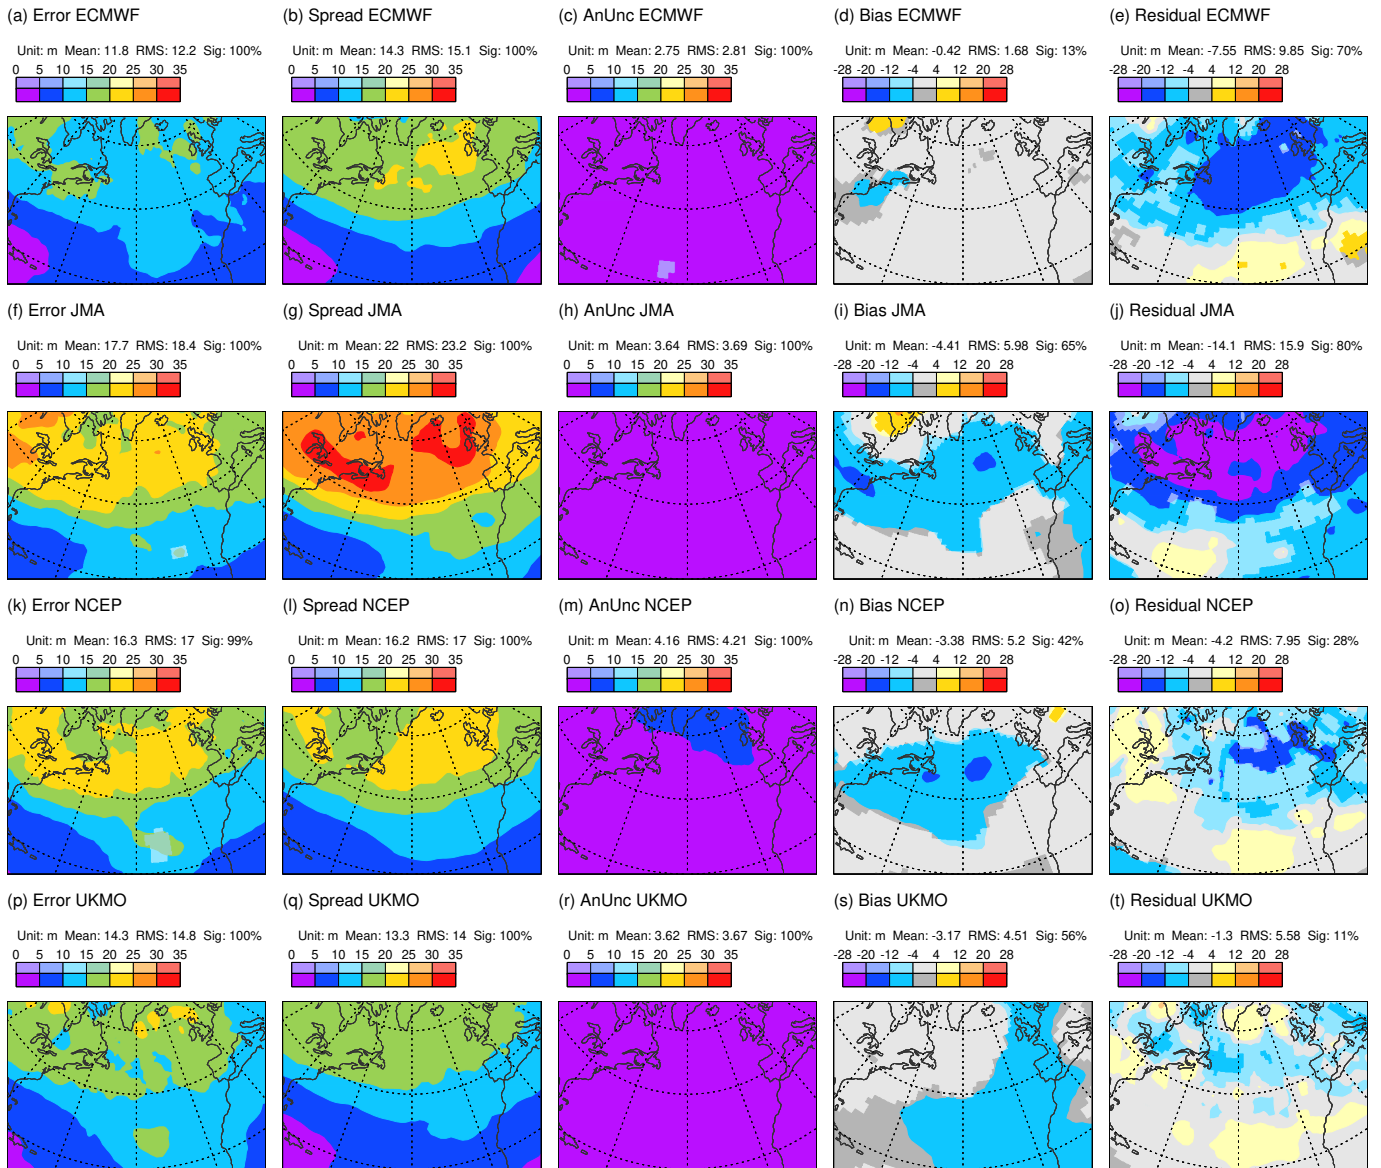 (a) Error ECMWF
Unit: m Mean: 11.8 RMS: 12.2 Sig: 100%
0 5 10 15 20 25 30 35
(b) Spread ECMWF
Unit: m Mean: 14.3 RMS: 15.1 Sig: 100%
0 5 10 15 20 25 30 35
(c) AnUnc ECMWF
Unit: m Mean: 2.75 RMS: 2.81 Sig: 100%
0 5 10 15 20 25 30 35
(d) Bias ECMWF
Unit: m Mean: -0.42 RMS: 1.68 Sig: 13%
-28 -20 -12 -4 4 12 20 28
(e) Residual ECMWF
Unit: m Mean: -7.55 RMS: 9.85 Sig: 70%
-28 -20 -12 -4 4 12 20 28
(f) Error JMA
Unit: m Mean: 17.7 RMS: 18.4 Sig: 100%
0 5 10 15 20 25 30 35
(g) Spread JMA
Unit: m Mean: 22 RMS: 23.2 Sig: 100%
0 5 10 15 20 25 30 35
(h) AnUnc JMA
Unit: m Mean: 3.64 RMS: 3.69 Sig: 100%
0 5 10 15 20 25 30 35
(i) Bias JMA
Unit: m Mean: -4.41 RMS: 5.98 Sig: 65%
-28 -20 -12 -4 4 12 20 28
(j) Residual JMA
Unit: m Mean: -14.1 RMS: 15.9 Sig: 80%
-28 -20 -12 -4 4 12 20 28
(k) Error NCEP
Unit: m Mean: 16.3 RMS: 17 Sig: 99%
0 5 10 15 20 25 30 35
(l) Spread NCEP
Unit: m Mean: 16.2 RMS: 17 Sig: 100%
0 5 10 15 20 25 30 35
(m) AnUnc NCEP
Unit: m Mean: 4.16 RMS: 4.21 Sig: 100%
0 5 10 15 20 25 30 35
(n) Bias NCEP
Unit: m Mean: -3.38 RMS: 5.2 Sig: 42%
-28 -20 -12 -4 4 12 20 28
(o) Residual NCEP
Unit: m Mean: -4.2 RMS: 7.95 Sig: 28%
-28 -20 -12 -4 4 12 20 28
(p) Error UKMO
Unit: m Mean: 14.3 RMS: 14.8 Sig: 100%
0 5 10 15 20 25 30 35
(q) Spread UKMO
Unit: m Mean: 13.3 RMS: 14 Sig: 100%
0 5 10 15 20 25 30 35
(r) AnUnc UKMO
Unit: m Mean: 3.62 RMS: 3.67 Sig: 100%
0 5 10 15 20 25 30 35
(s) Bias UKMO
Unit: m Mean: -3.17 RMS: 4.51 Sig: 56%
-28 -20 -12 -4 4 12 20 28
(t) Residual UKMO
Unit: m Mean: -1.3 RMS: 5.58 Sig: 11%
-28 -20 -12 -4 4 12 20 28